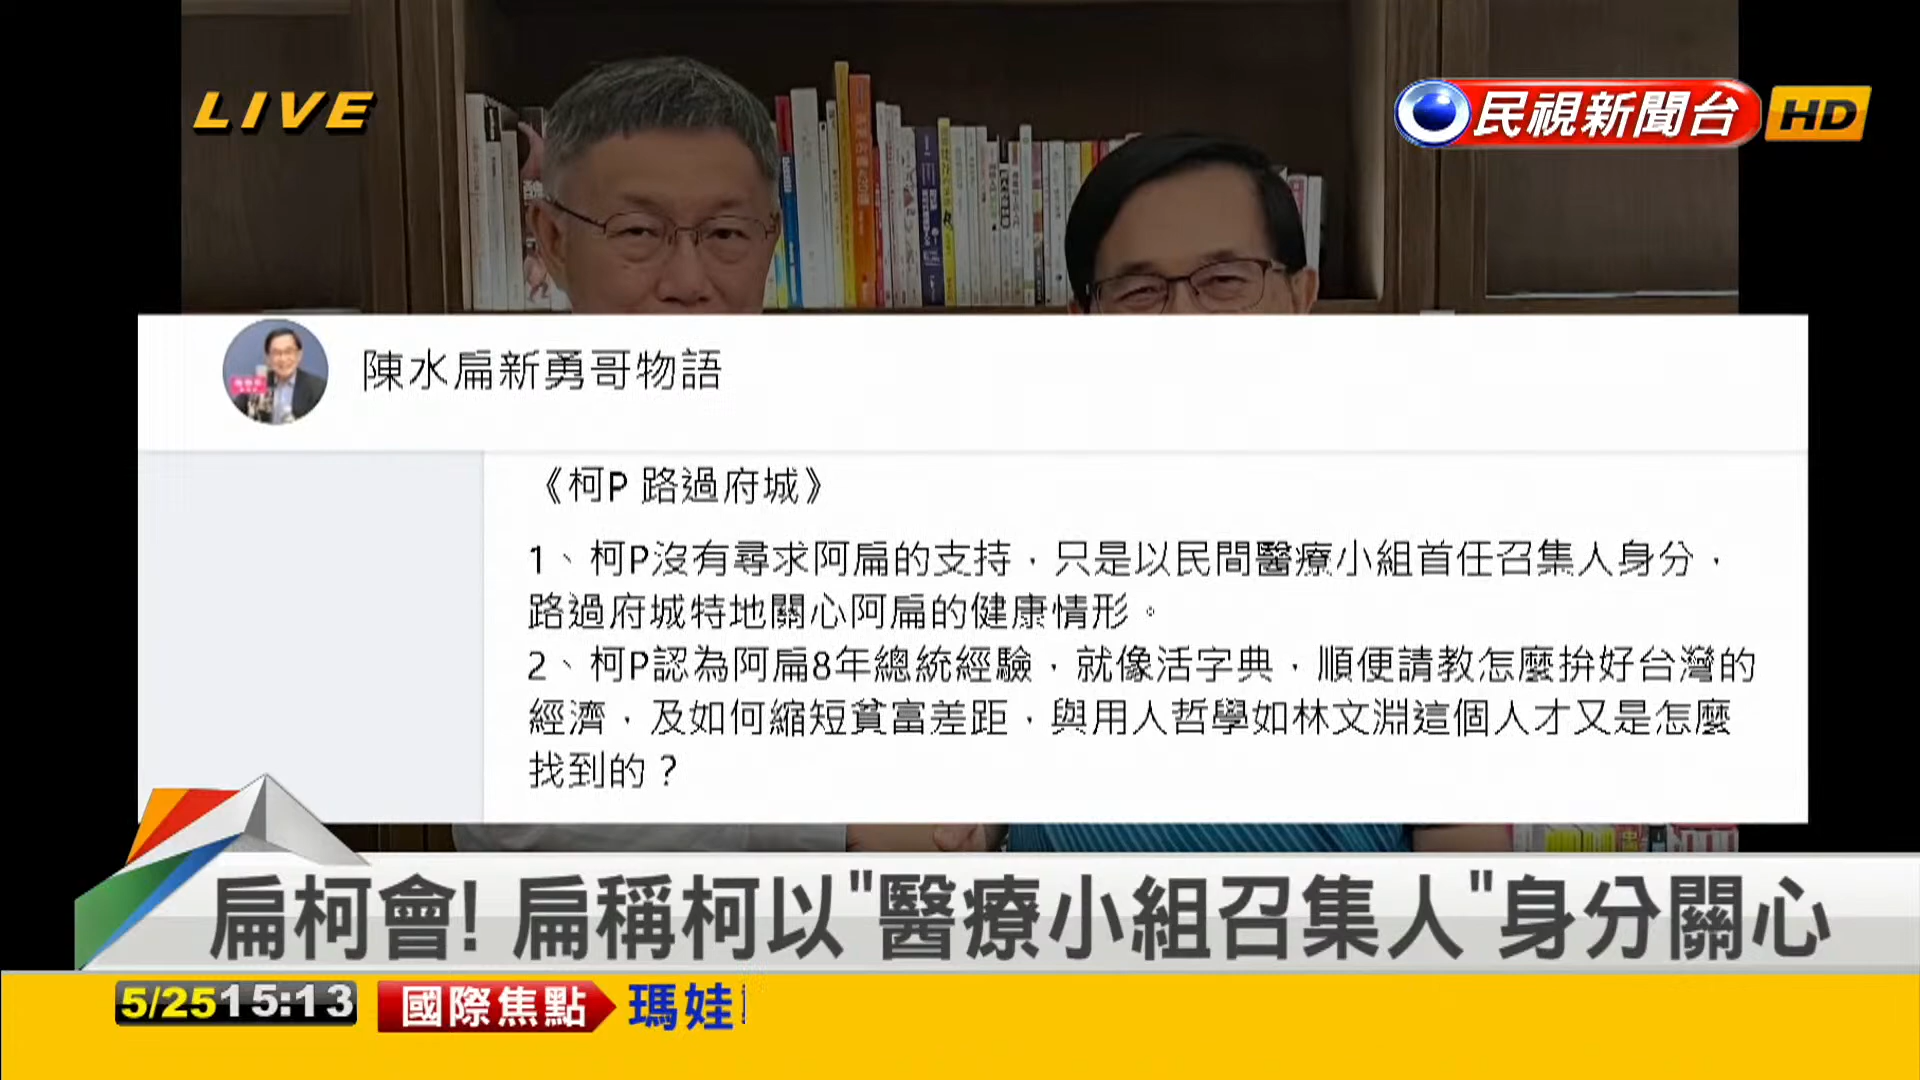 LIVE
民視新聞台 HD
陳水扁新勇哥物語
《柯P 路過府城》
1、柯P沒有尋求阿扁的支持，只是以民間醫療小組首任召集人身分，
路過府城特地關心阿扁的健康情形。
2、柯P認為阿扁8年總統經驗，就像活字典，順便請教怎麼拚好台灣的
經濟，及如何縮短貧富差距，與用人哲學如林文淵這個人才又是怎麼
找到的？
扁柯會! 扁稱柯以"醫療小組召集人"身分關心
5/25 15:13 國際焦點 瑪娃